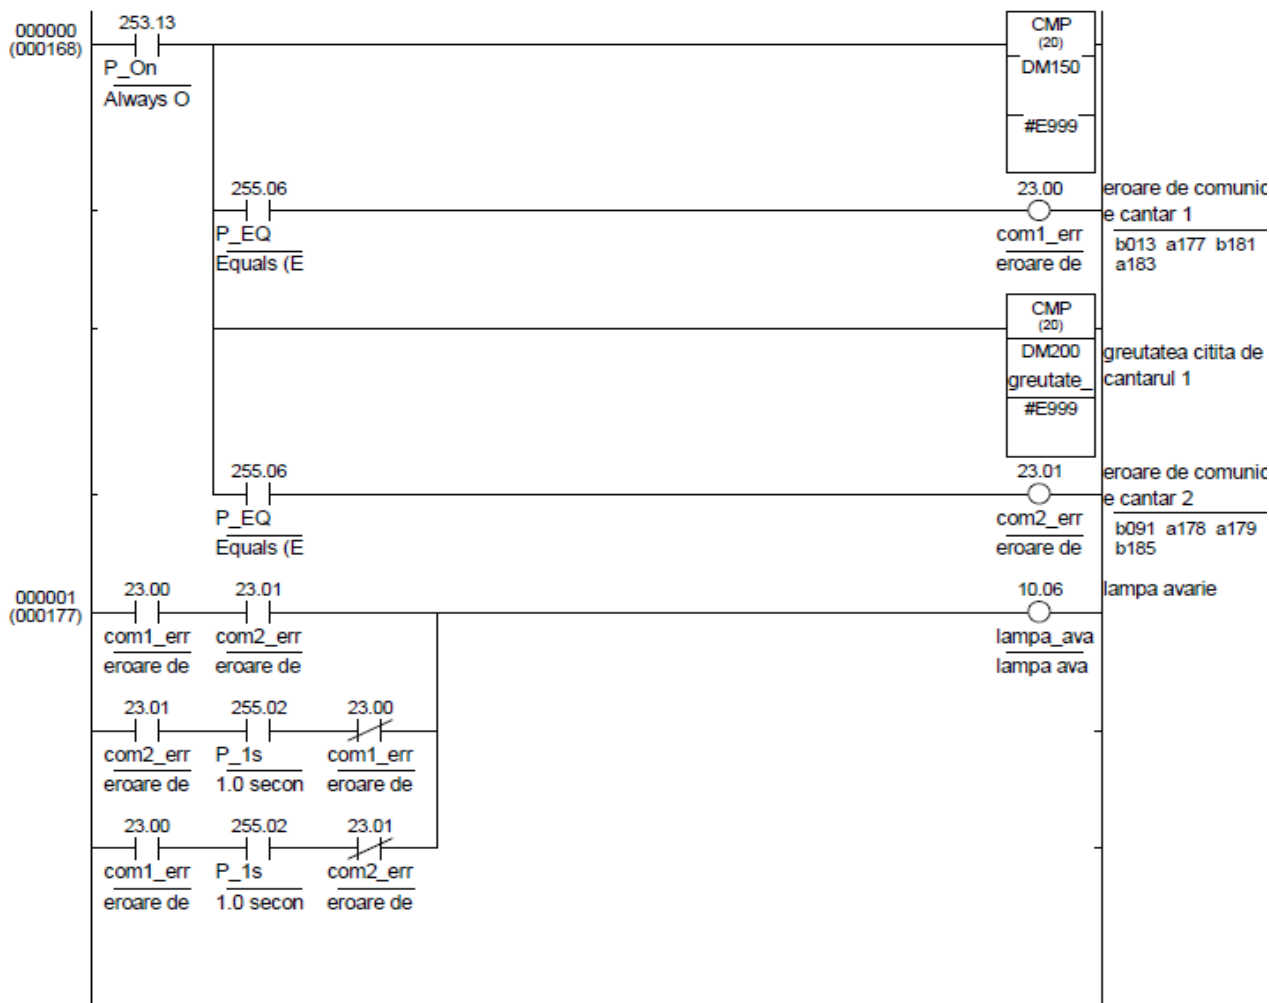 000000
(000168)
253.13
P_On
Always O
CMP
(20)
DM150
#E999
255.06
P_EQ
Equals (E
23.00
com1_err
eroare de
eroare de comunic
e cantar 1
b013 a177 b181
a183
CMP
(20)
DM200
greutate_
#E999
greutatea citita de
cantarul 1
255.06
P_EQ
Equals (E
23.01
com2_err
eroare de
eroare de comunic
e cantar 2
b091 a178 a179
b185
000001
(000177)
23.00
com1_err
eroare de
23.01
com2_err
eroare de
10.06
lampa_ava
lampa ava
lampa avarie
23.01
com2_err
eroare de
255.02
P_1s
1.0 secon
23.00
com1_err
eroare de
23.00
com1_err
eroare de
255.02
P_1s
1.0 secon
23.01
com2_err
eroare de